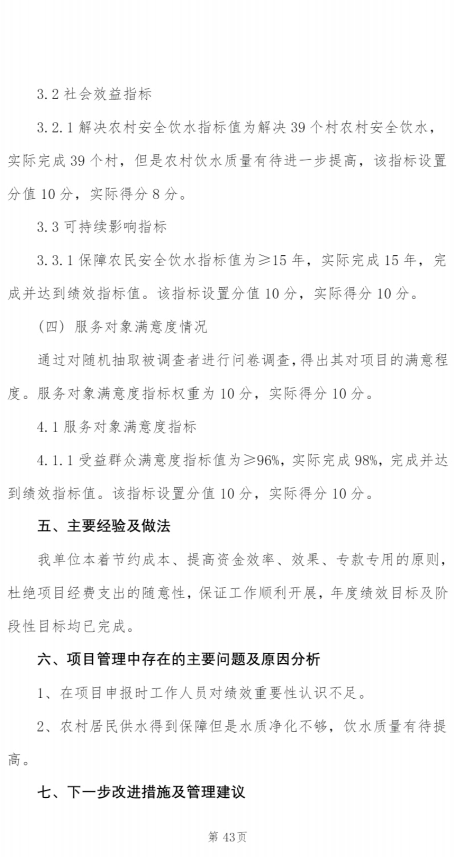 3.2 社会效益指标
3.2.1 解决农村安全饮水指标值为解决 39 个村农村安全饮水，
实际完成 39 个村，但是农村饮水质量有待进一步提高，该指标设置
分值 10 分，实际得分 8 分。
3.3 可持续影响指标
3.3.1 保障农民安全饮水指标值为≥15 年，实际完成 15 年，完
成并达到绩效指标值。该指标设置分值 10 分，实际得分 10 分。
(四) 服务对象满意度情况
通过对随机抽取被调查者进行问卷调查，得出其对项目的满意程
度。服务对象满意度指标权重为 10 分，实际得分 10 分。
4.1 服务对象满意度指标
4.1.1 受益群众满意度指标值为≥96%，实际完成 98%，完成并达
到绩效指标值。该指标设置分值 10 分，实际得分 10 分。
五、主要经验及做法
我单位本着节约成本、提高资金效率、效果、专款专用的原则，
杜绝项目经费支出的随意性，保证工作顺利开展，年度绩效目标及阶
段性目标均已完成。
六、项目管理中存在的主要问题及原因分析
1、在项目申报时工作人员对绩效重要性认识不足。
2、农村居民供水得到保障但是水质净化不够，饮水质量有待提
高。
七、下一步改进措施及管理建议
第 43页